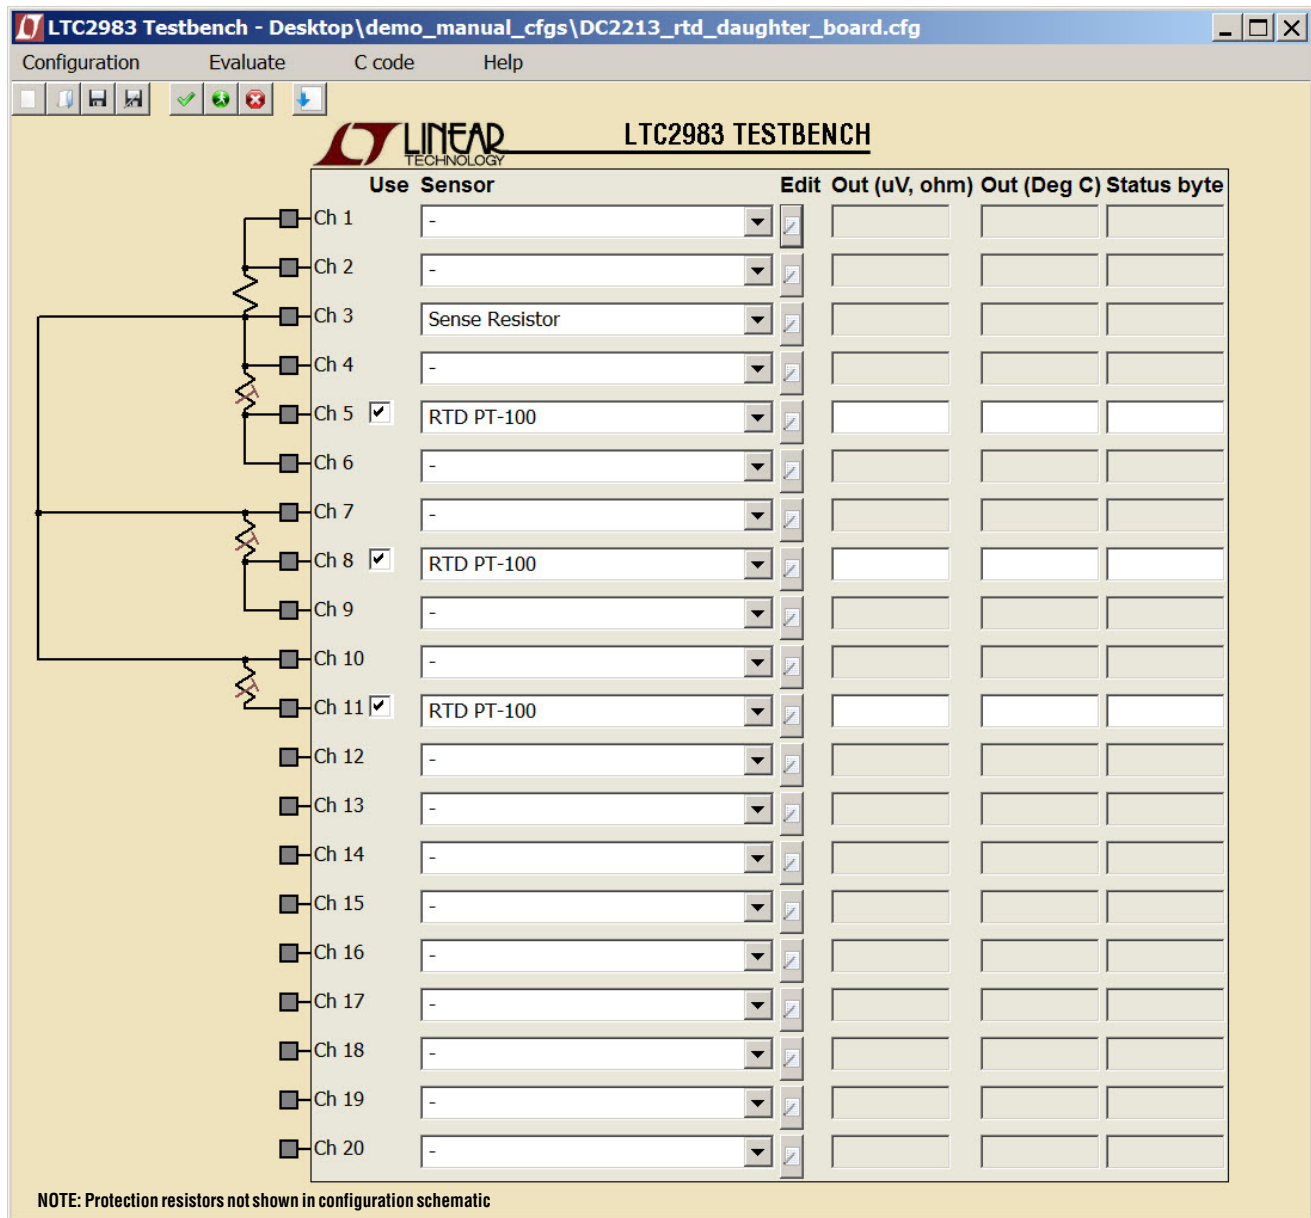 LTC2983 Testbench - Desktop\demo_manual_cfgs\DC2213_rtd_daughter_board.cfg
Configuration Evaluate C code Help
LINEAR TECHNOLOGY
LTC2983 TESTBENCH
Use Sensor Edit Out (uV, ohm) Out (Deg C) Status byte
Ch 1 -
Ch 2 -
Ch 3 Sense Resistor
Ch 4 -
Ch 5 RTD PT-100
Ch 6 -
Ch 7 -
Ch 8 RTD PT-100
Ch 9 -
Ch 10 -
Ch 11 RTD PT-100
Ch 12 -
Ch 13 -
Ch 14 -
Ch 15 -
Ch 16 -
Ch 17 -
Ch 18 -
Ch 19 -
Ch 20 -
NOTE: Protection resistors not shown in configuration schematic